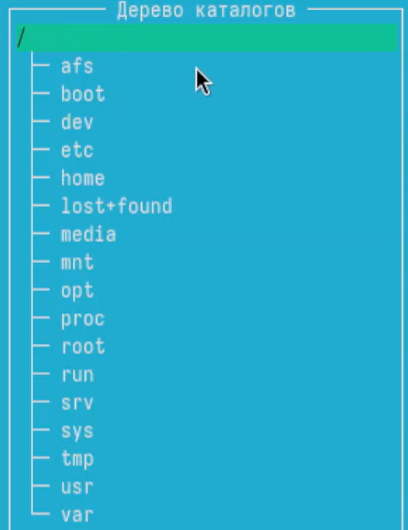 Дерево каталогов
/
afs
boot
dev
etc
home
lost+found
media
mnt
opt
proc
root
run
srv
sys
tmp
usr
var